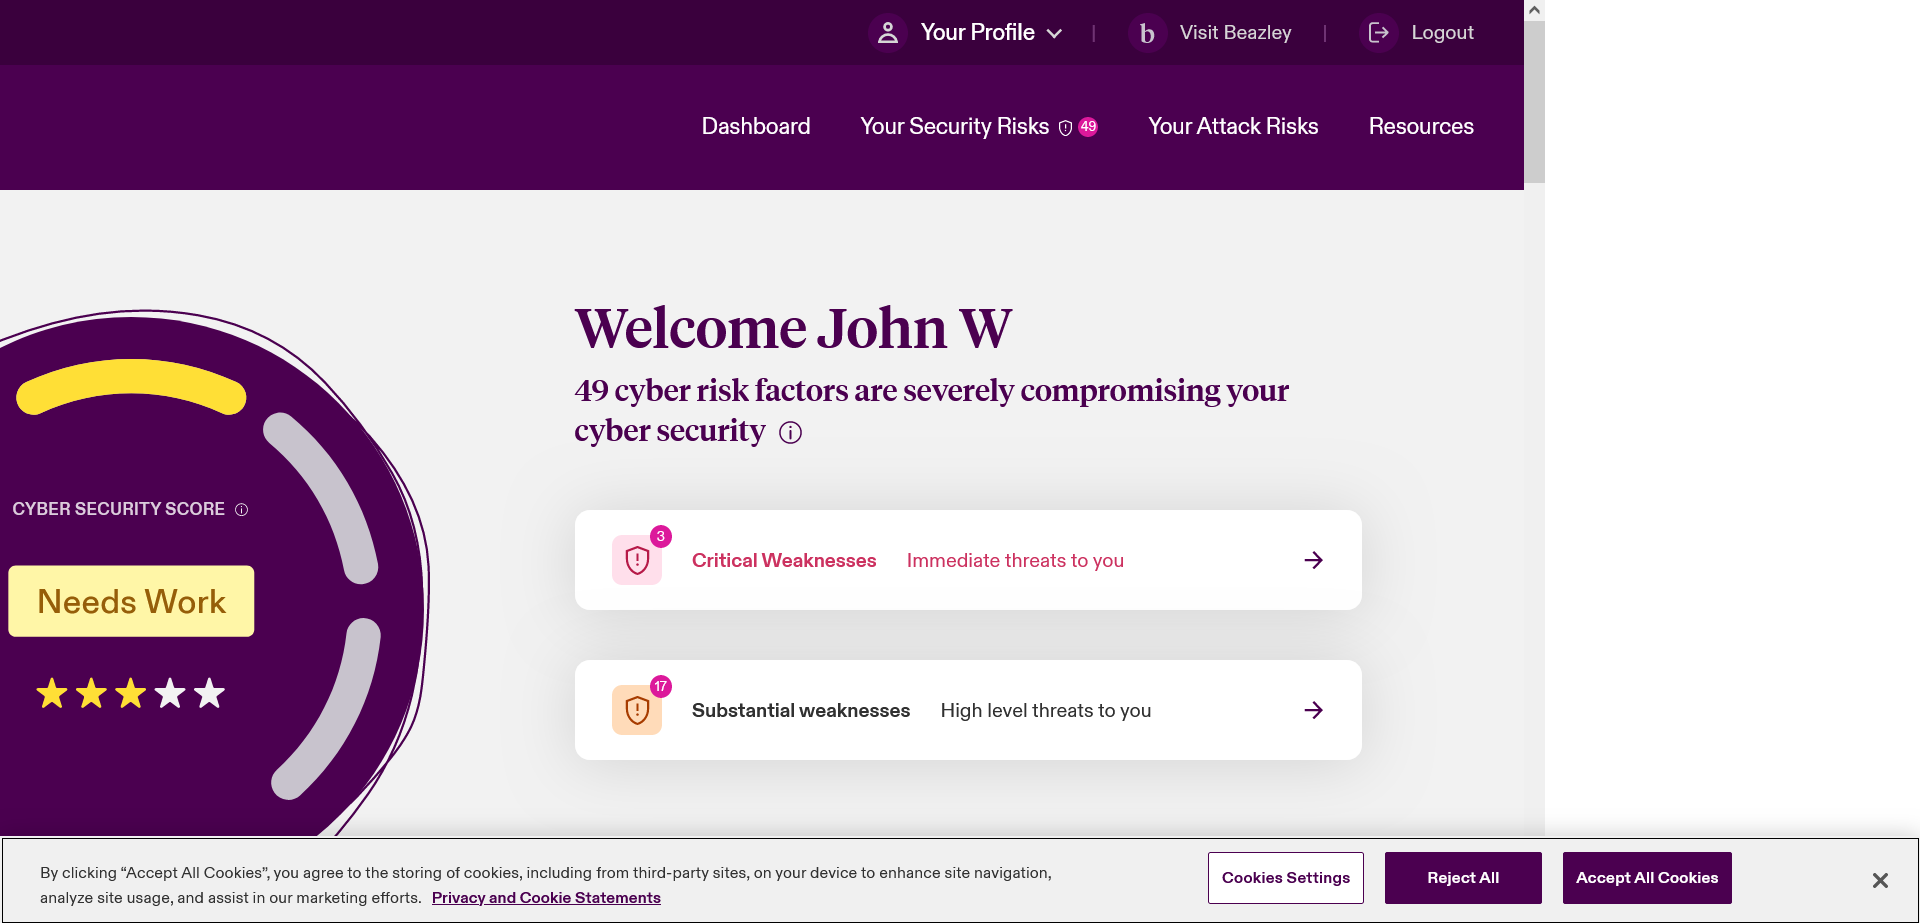 Your Profile | b Visit Beazley | Logout
Dashboard Your Security Risks 49 Your Attack Risks Resources
Welcome John W
49 cyber risk factors are severely compromising your
cyber security
CYBER SECURITY SCORE
Needs Work
3
Critical Weaknesses Immediate threats to you
17
Substantial weaknesses High level threats to you
By clicking “Accept All Cookies”, you agree to the storing of cookies, including from third-party sites, on your device to enhance site navigation,
analyze site usage, and assist in our marketing efforts. Privacy and Cookie Statements
Cookies Settings Reject All Accept All Cookies